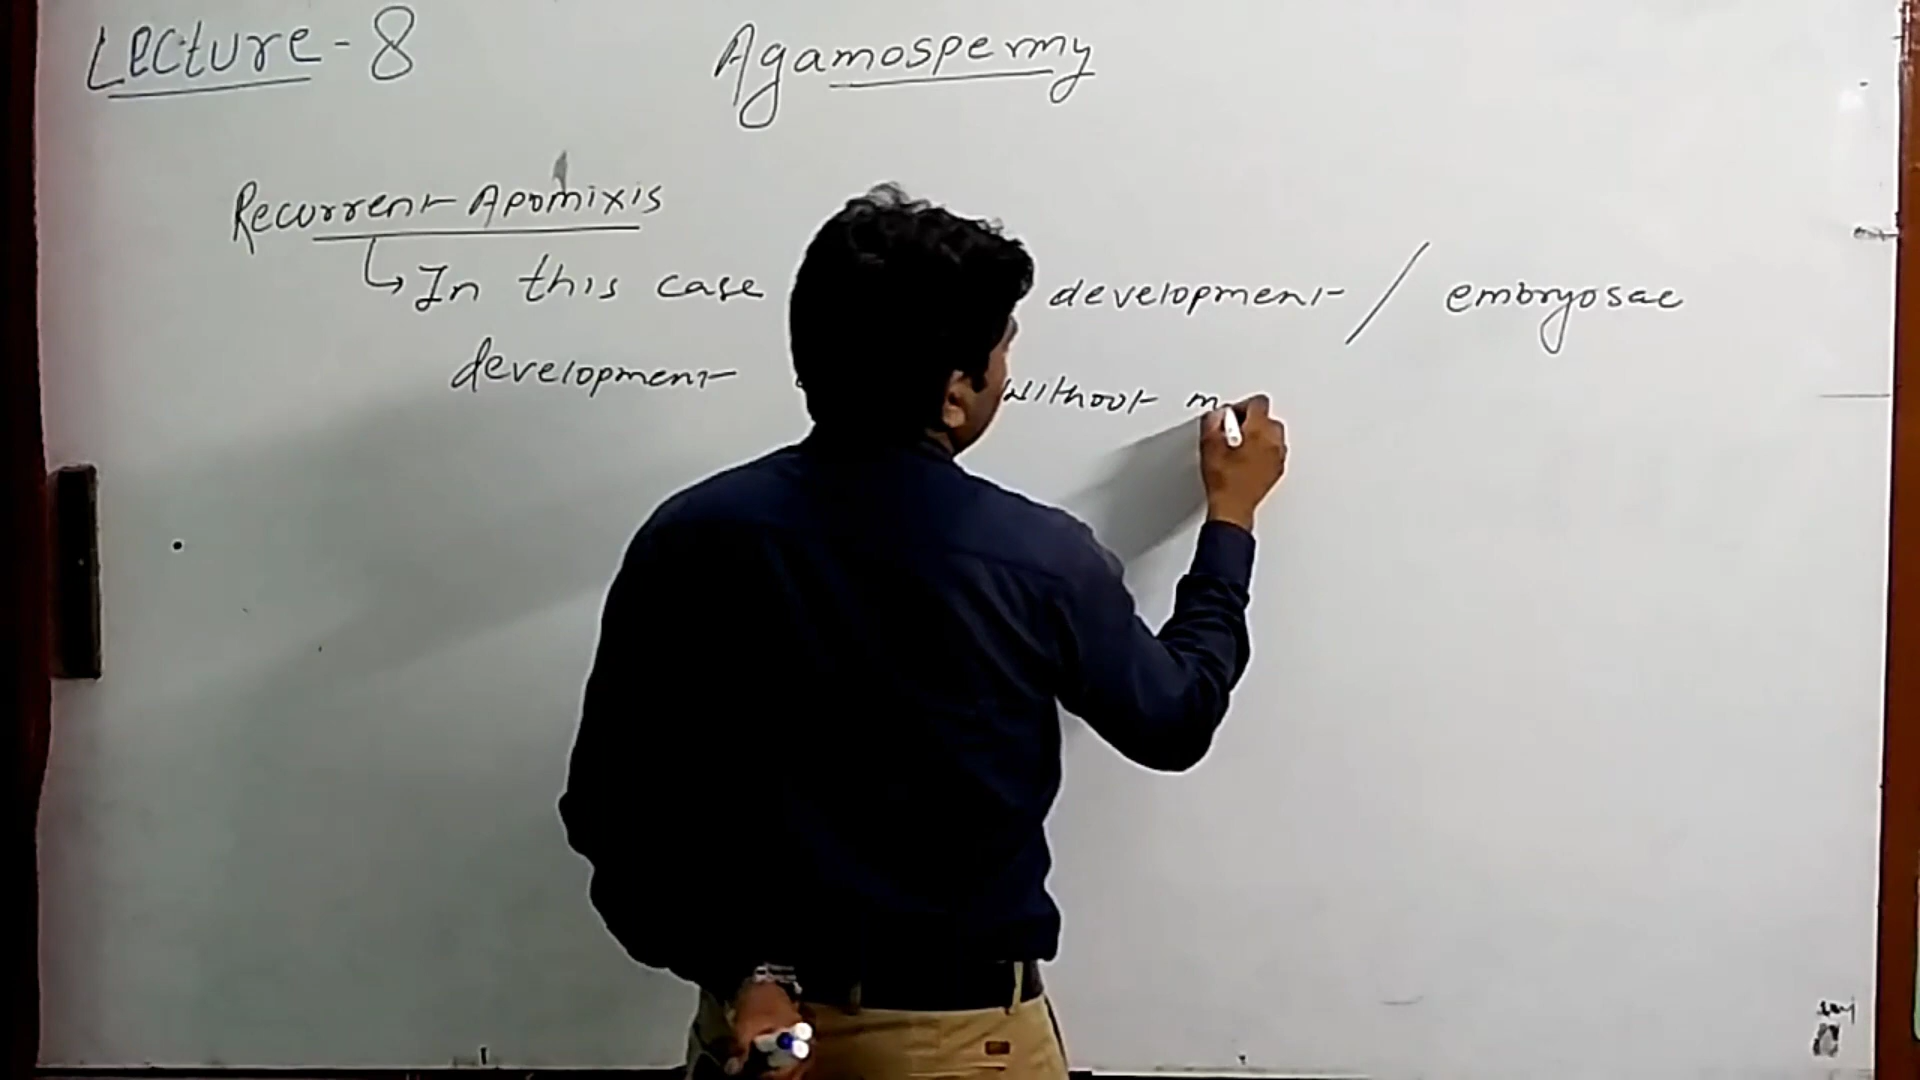 Lecture-8
Agamospermy
Recurrent Apomixis
In this case development / embryosac
development without m